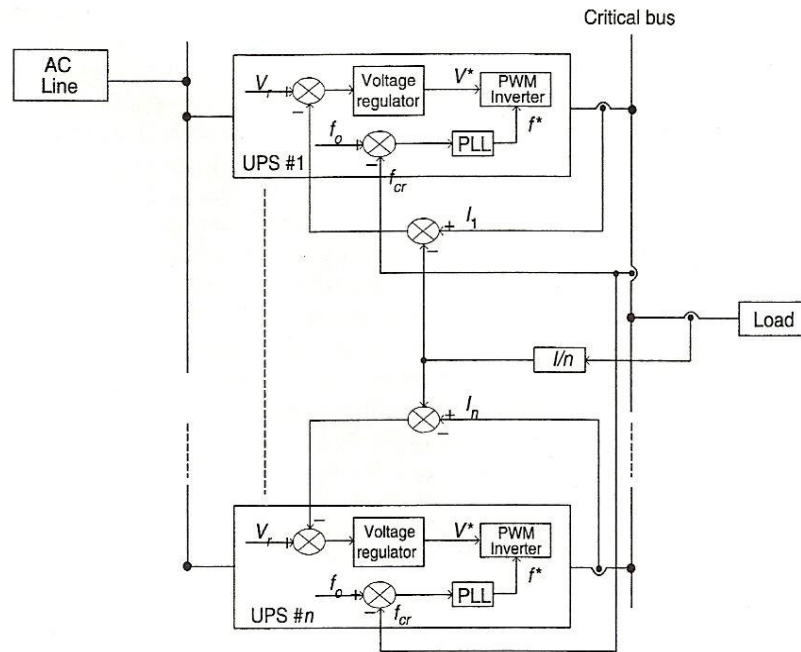 Critical bus
AC
Line
V_r
−
Voltage
regulator
V*
PWM
Inverter
f_o
−
f_cr
PLL
f*
UPS #1
+
I_1
−
Load
I/n
+
I_n
−
−
V_r
Voltage
regulator
V*
PWM
Inverter
f_o
+
−
f_cr
PLL
f*
UPS #n